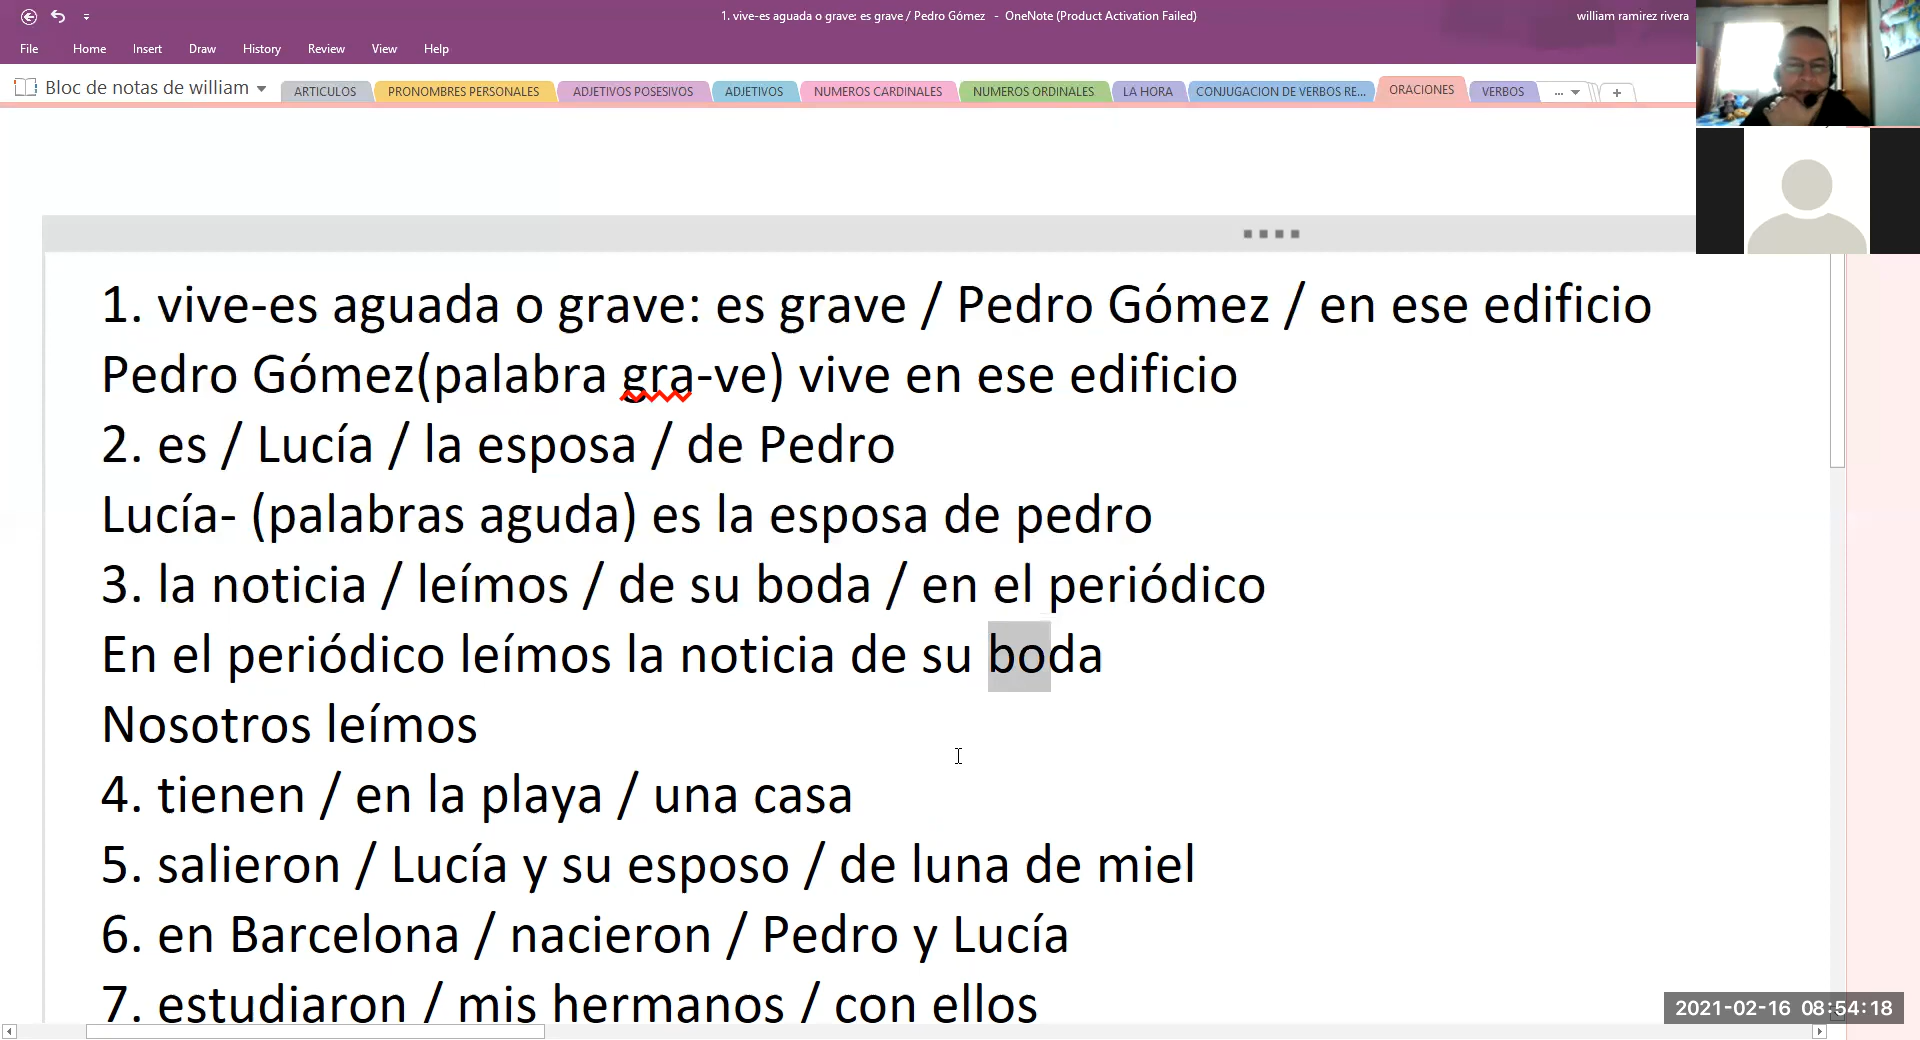 1. vive-es aguada o grave: es grave / Pedro Gómez - OneNote (Product Activation Failed)
william ramirez rivera
File Home Insert Draw History Review View Help
Bloc de notas de william
ARTICULOS PRONOMBRES PERSONALES ADJETIVOS POSESIVOS ADJETIVOS NUMEROS CARDINALES NUMEROS ORDINALES LA HORA CONJUGACION DE VERBOS RE... ORACIONES VERBOS ... +
1. vive-es aguada o grave: es grave / Pedro Gómez / en ese edificio
Pedro Gómez(palabra gra-ve) vive en ese edificio
2. es / Lucía / la esposa / de Pedro
Lucía- (palabras aguda) es la esposa de pedro
3. la noticia / leímos / de su boda / en el periódico
En el periódico leímos la noticia de su boda
Nosotros leímos
4. tienen / en la playa / una casa
5. salieron / Lucía y su esposo / de luna de miel
6. en Barcelona / nacieron / Pedro y Lucía
7. estudiaron / mis hermanos / con ellos
2021-02-16 08:54:18